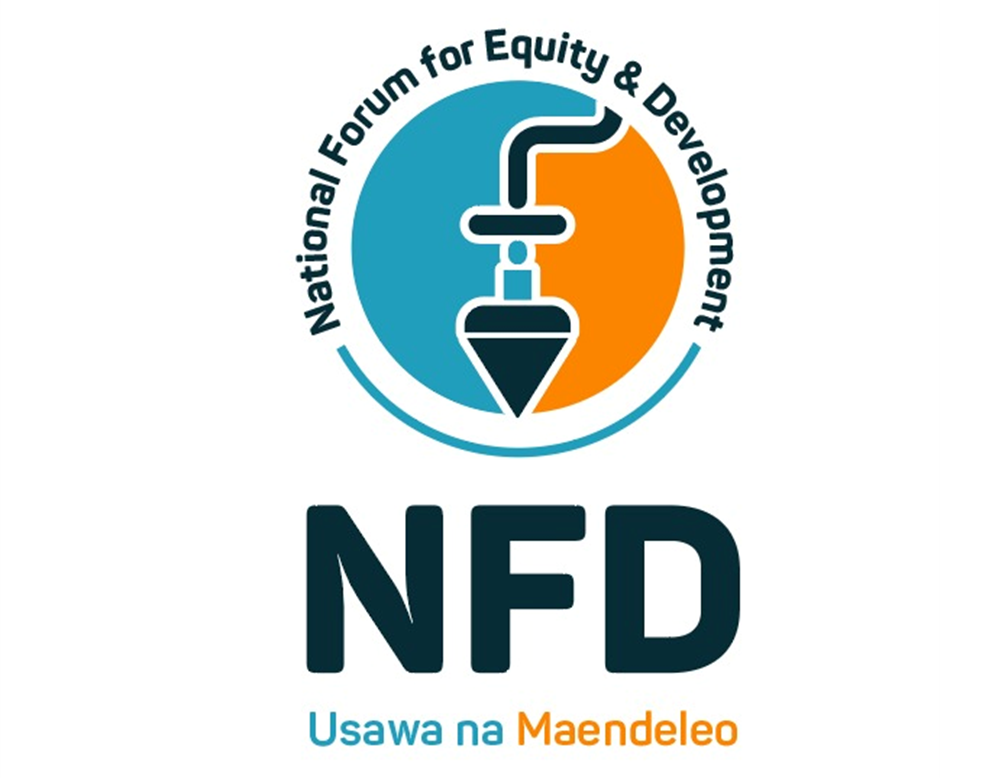 National Forum for Equity & Development
NFD
Usawa na Maendeleo